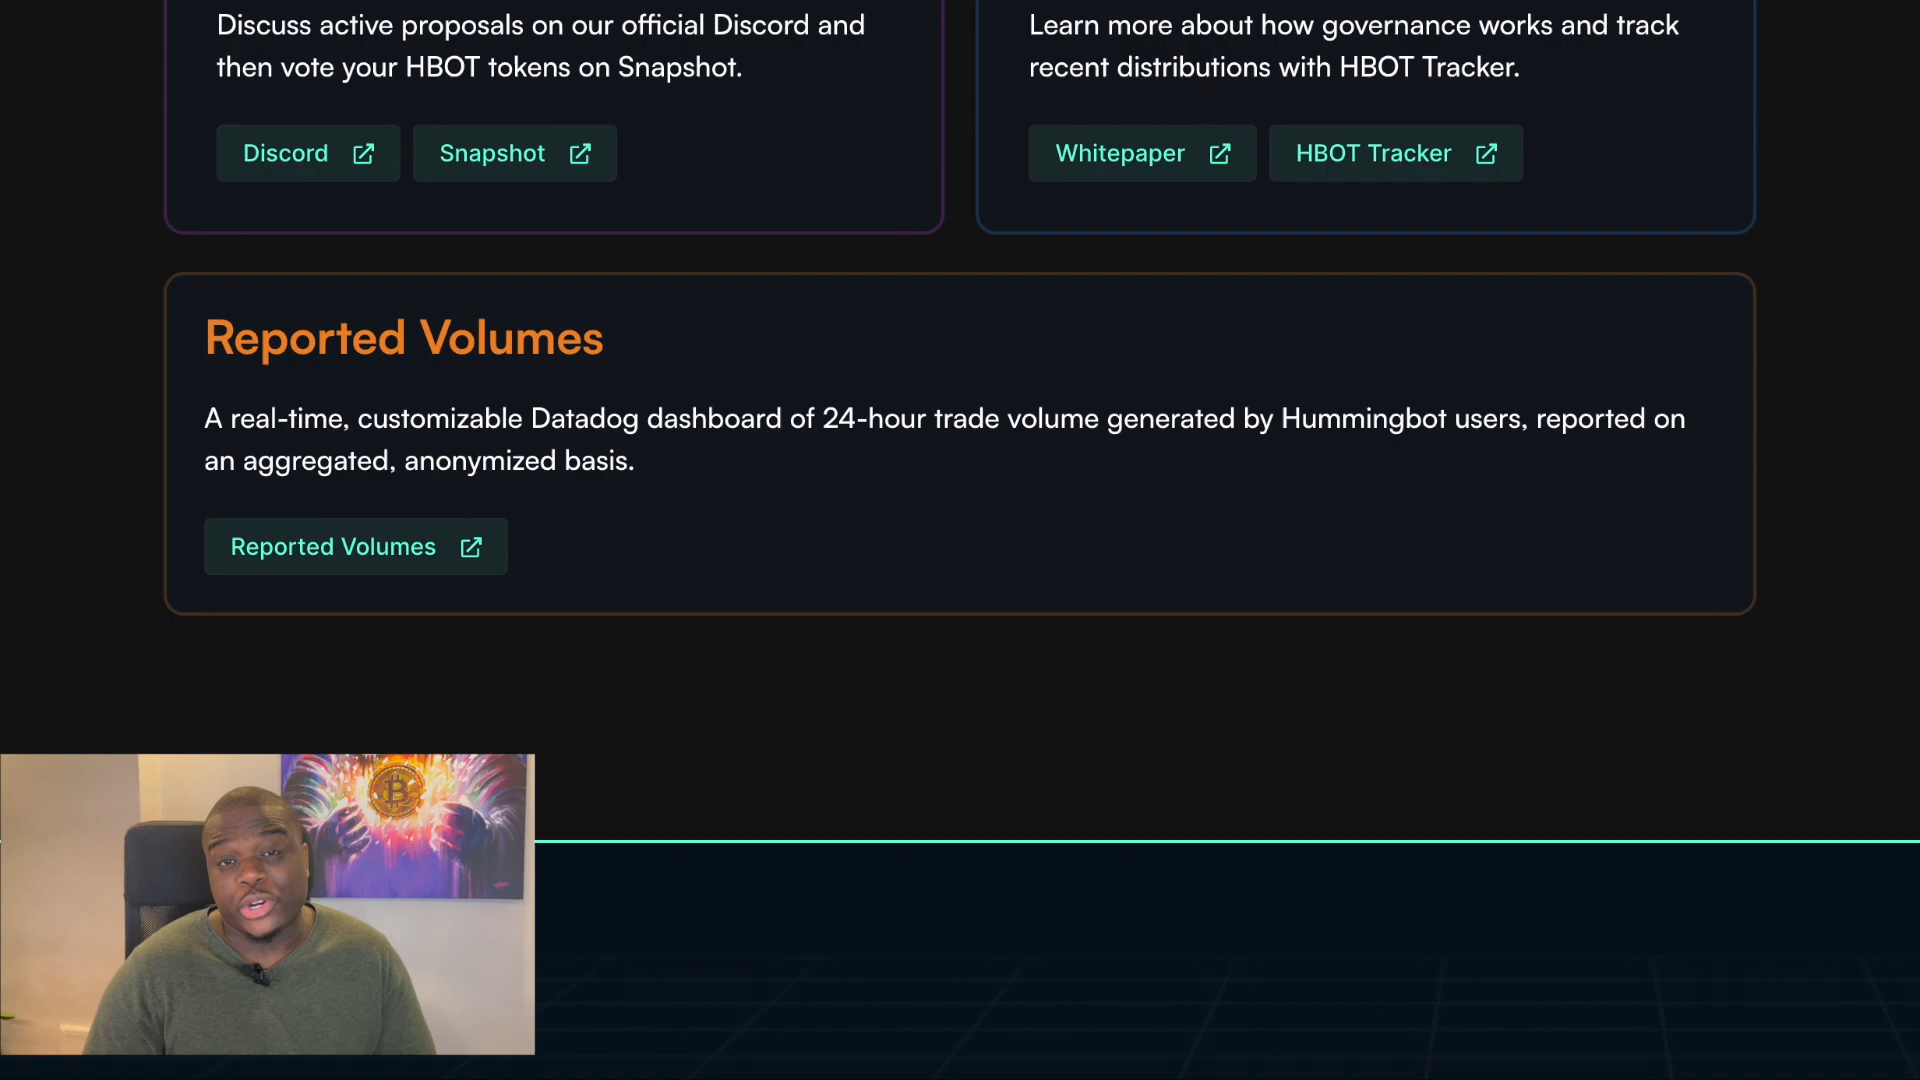 Discuss active proposals on our official Discord and
then vote your HBOT tokens on Snapshot.
Discord
Snapshot
Learn more about how governance works and track
recent distributions with HBOT Tracker.
Whitepaper
HBOT Tracker
Reported Volumes
A real-time, customizable Datadog dashboard of 24-hour trade volume generated by Hummingbot users, reported on
an aggregated, anonymized basis.
Reported Volumes